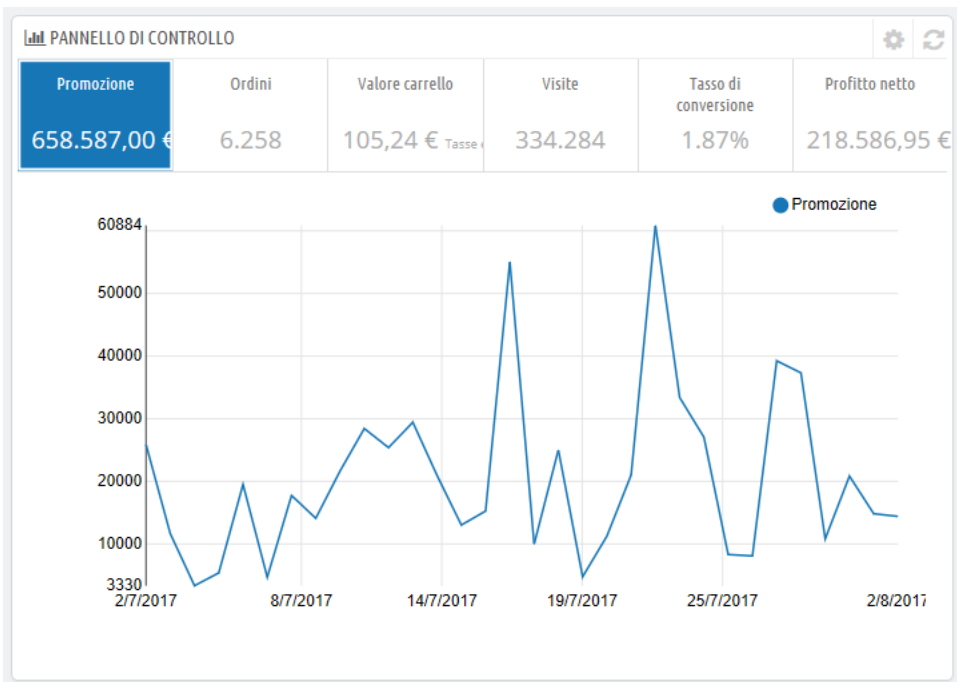 PANNELLO DI CONTROLLO
Promozione
658.587,00 €
Ordini
6.258
Valore carrello
105,24 € Tasse
Visite
334.284
Tasso di
conversione
1.87%
Profitto netto
218.586,95 €
Promozione
60884
50000
40000
30000
20000
10000
3330
2/7/2017
8/7/2017
14/7/2017
19/7/2017
25/7/2017
2/8/2017